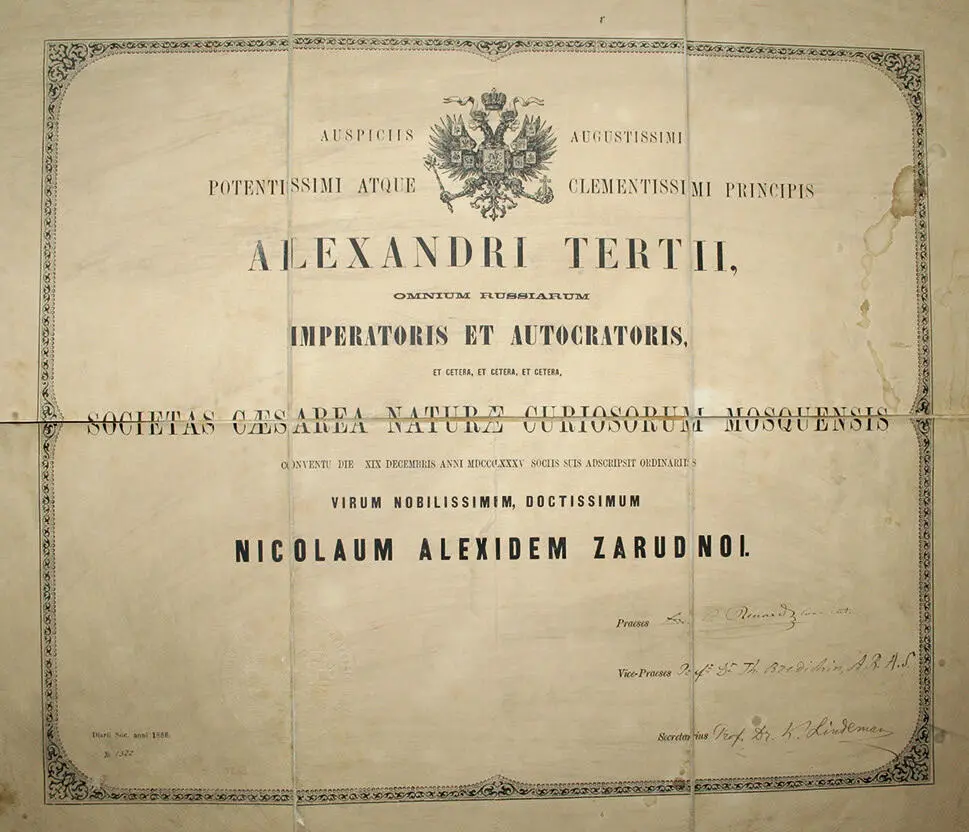 AUSPICIIS AUGUSTISSIMI
POTENTISSIMI ATQUE CLEMENTISSIMI PRINCIPIS
ALEXANDRI TERTII,
OMNIUM RUSSIARUM
IMPERATORIS ET AUTOCRATORIS,
ET CETERA, ET CETERA, ET CETERA,
SOCIETAS CÆSAREA NATURÆ CURIOSORUM MOSQUENSIS
CONVENTU DIE XIX DECEMBRIS ANNI MDCCCLXXXV SOCIIS SUIS ADSCRIPSIT ORDINARIIS
VIRUM NOBILISSIMUM, DOCTISSIMUM
NICOLAUM ALEXIDEM ZARUDNOI.
Praeses Renard
Vice-Praeses Prof. Dr. Th. Bredichin, A.R.A.S.
Secretarius Prof. Dr. K. Lindeman
Diarii Soc. anni 1886
№ 1322